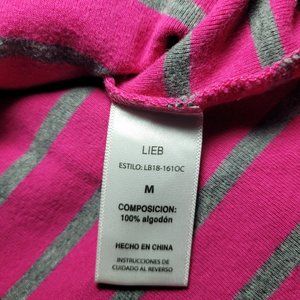 LIEB
ESTILO: LB18-161OC
M
COMPOSICION:
100% algodón
HECHO EN CHINA
INSTRUCCIONES DE
CUIDADO AL REVERSO